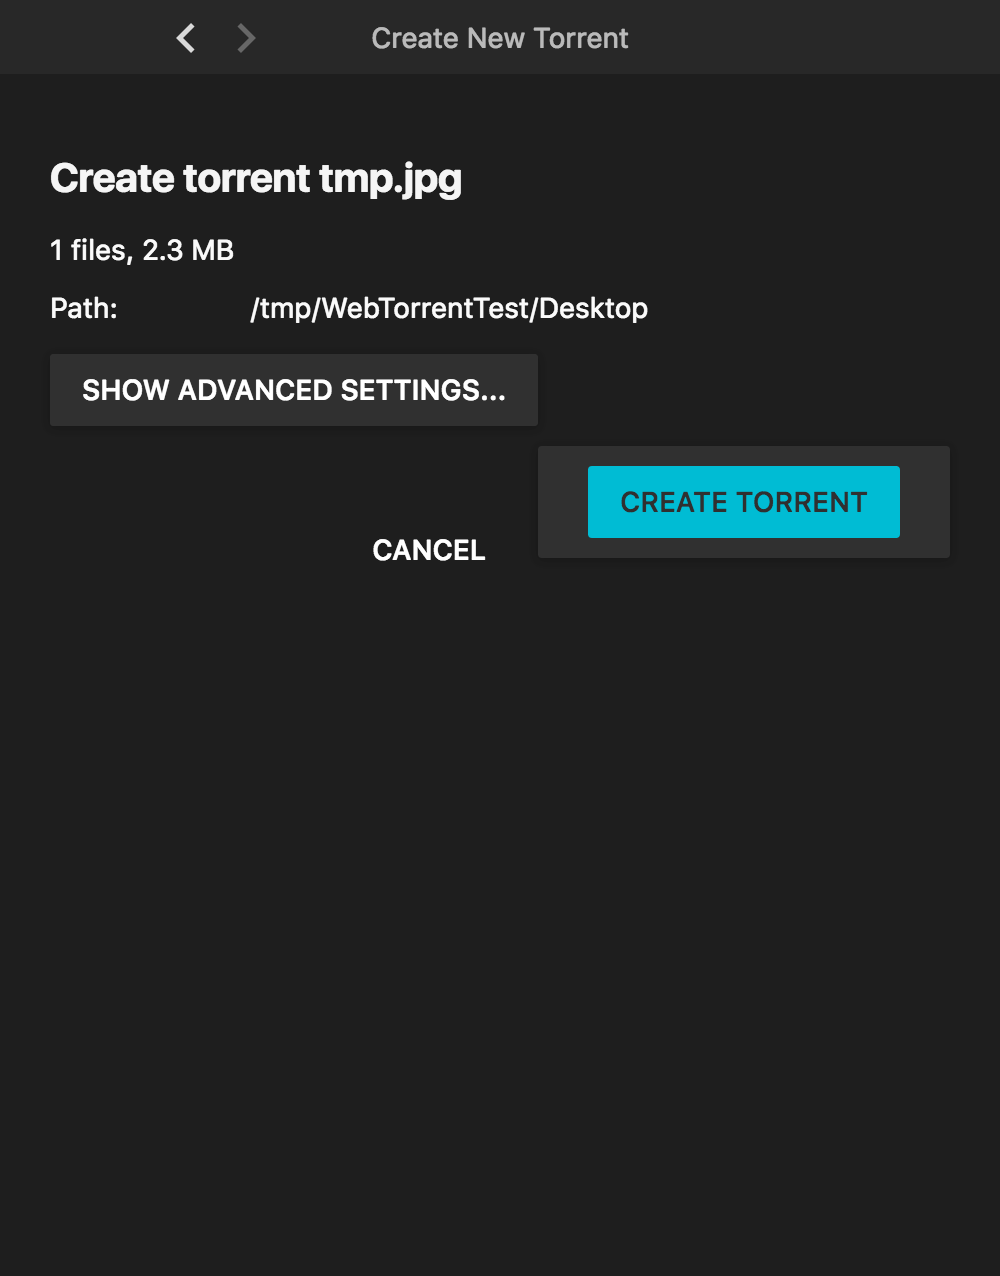 Create New Torrent
Create torrent tmp.jpg
1 files, 2.3 MB
Path: /tmp/WebTorrentTest/Desktop
SHOW ADVANCED SETTINGS...
CREATE TORRENT
CANCEL